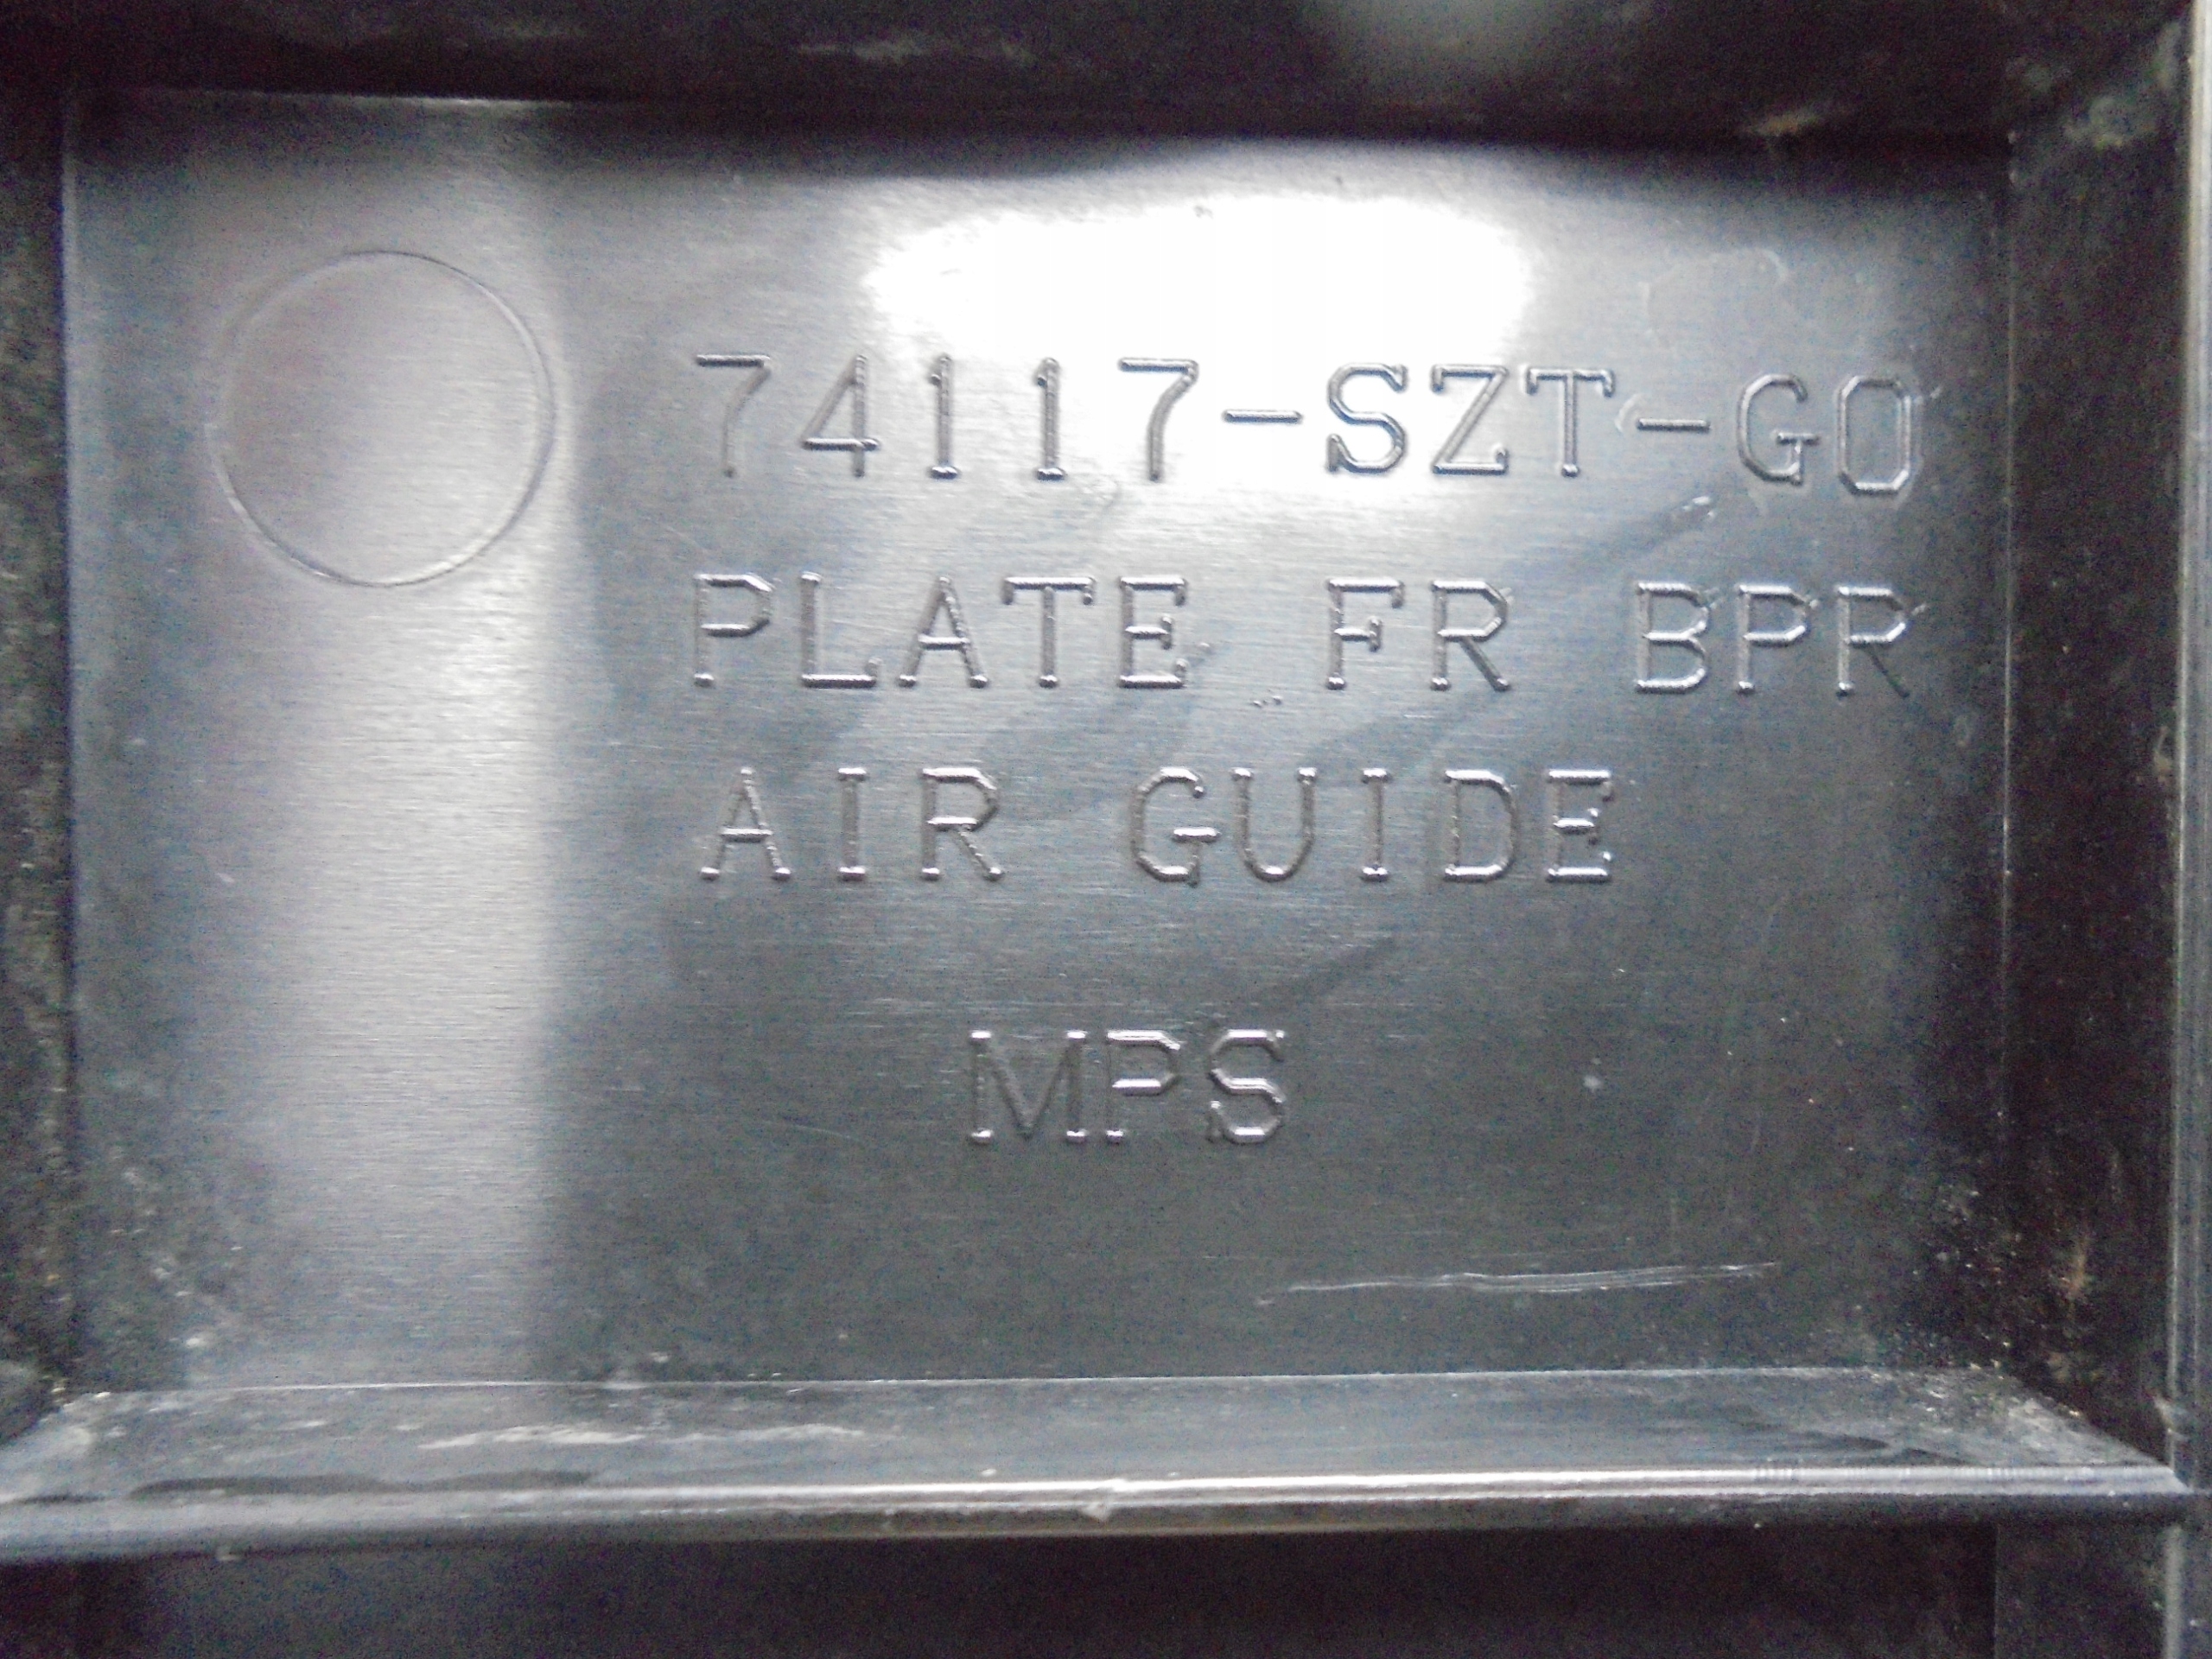 74117-SZT-G0
PLATE FR BPR
AIR GUIDE
MPS